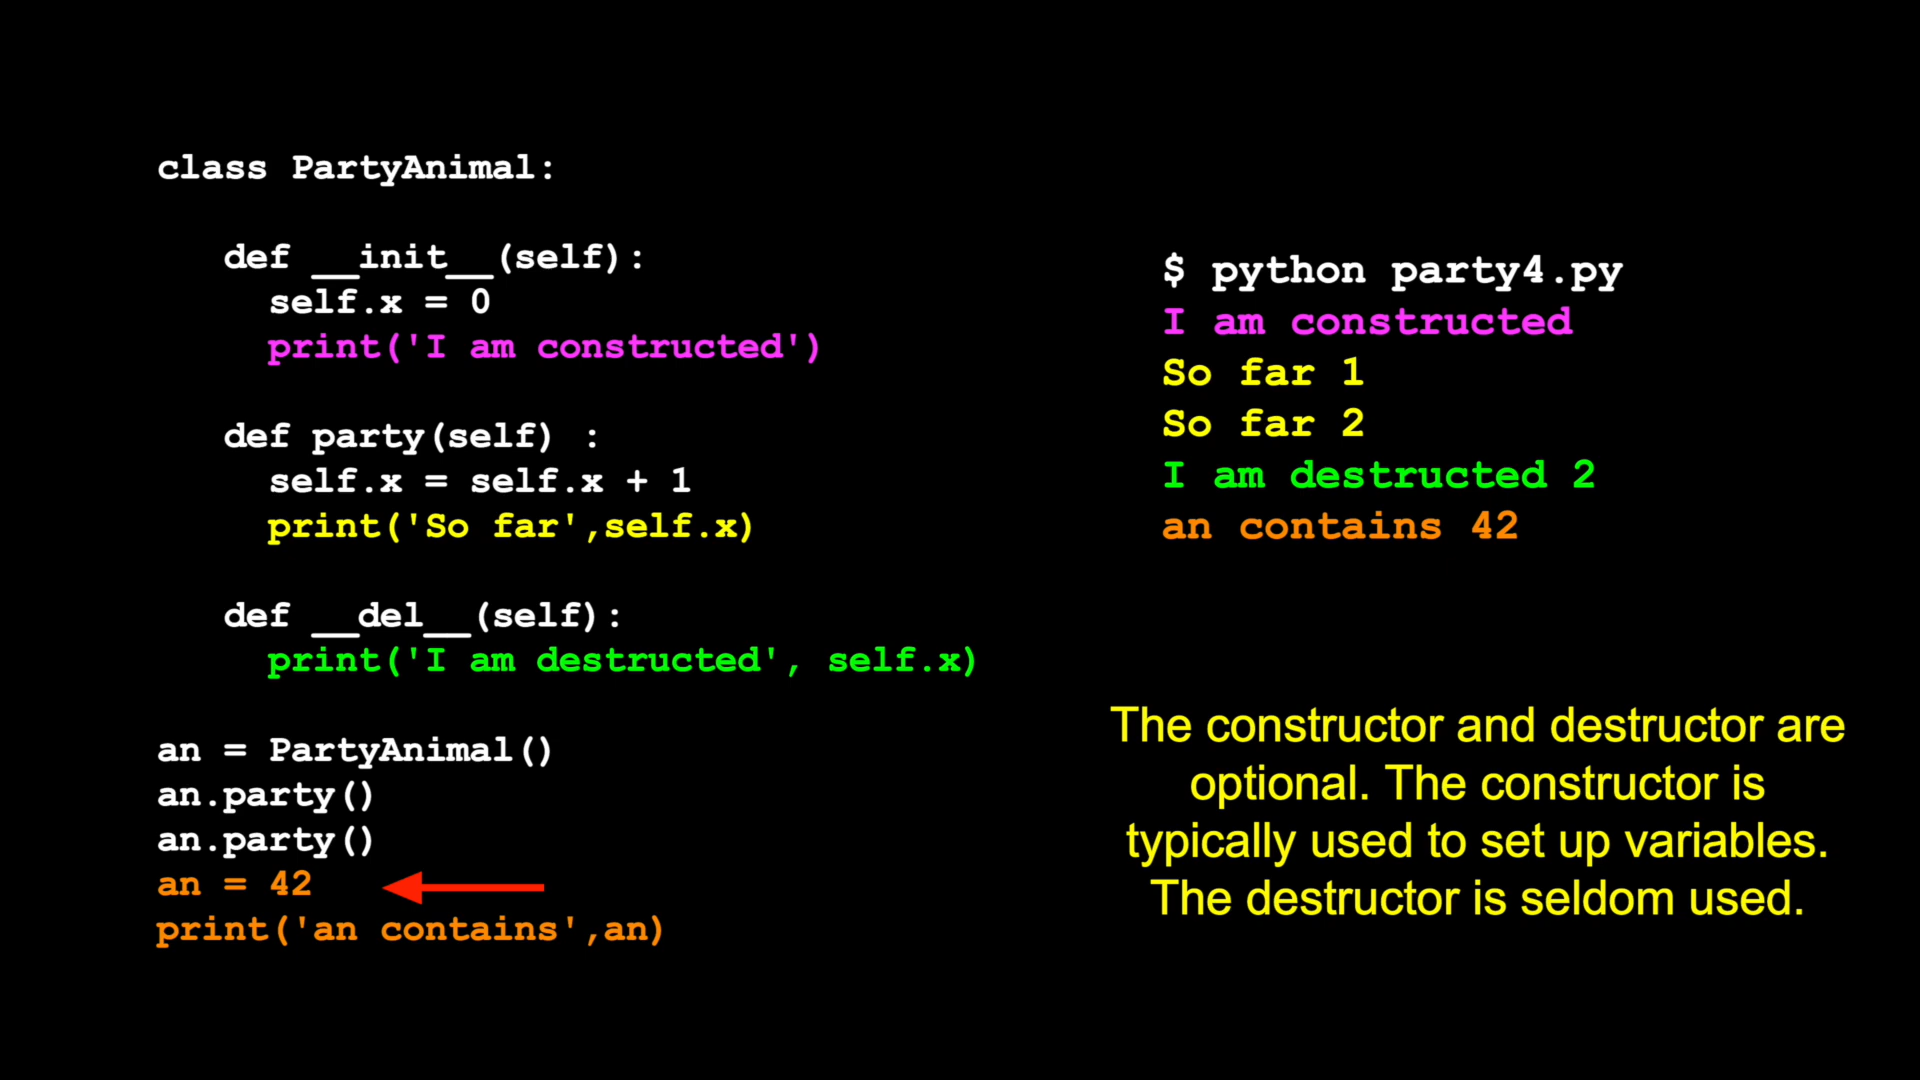 class PartyAnimal:
def __init__(self):
self.x = 0
print('I am constructed')
def party(self) :
self.x = self.x + 1
print('So far',self.x)
def __del__(self):
print('I am destructed', self.x)
an = PartyAnimal()
an.party()
an.party()
an = 42
print('an contains',an)
$ python party4.py
I am constructed
So far 1
So far 2
I am destructed 2
an contains 42
The constructor and destructor are
optional. The constructor is
typically used to set up variables.
The destructor is seldom used.